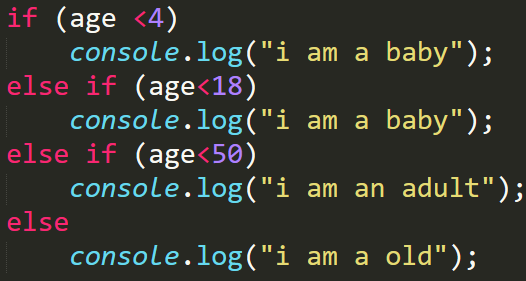 if (age <4)
    console.log("i am a baby");
else if (age<18)
    console.log("i am a baby");
else if (age<50)
    console.log("i am an adult");
else
    console.log("i am a old");